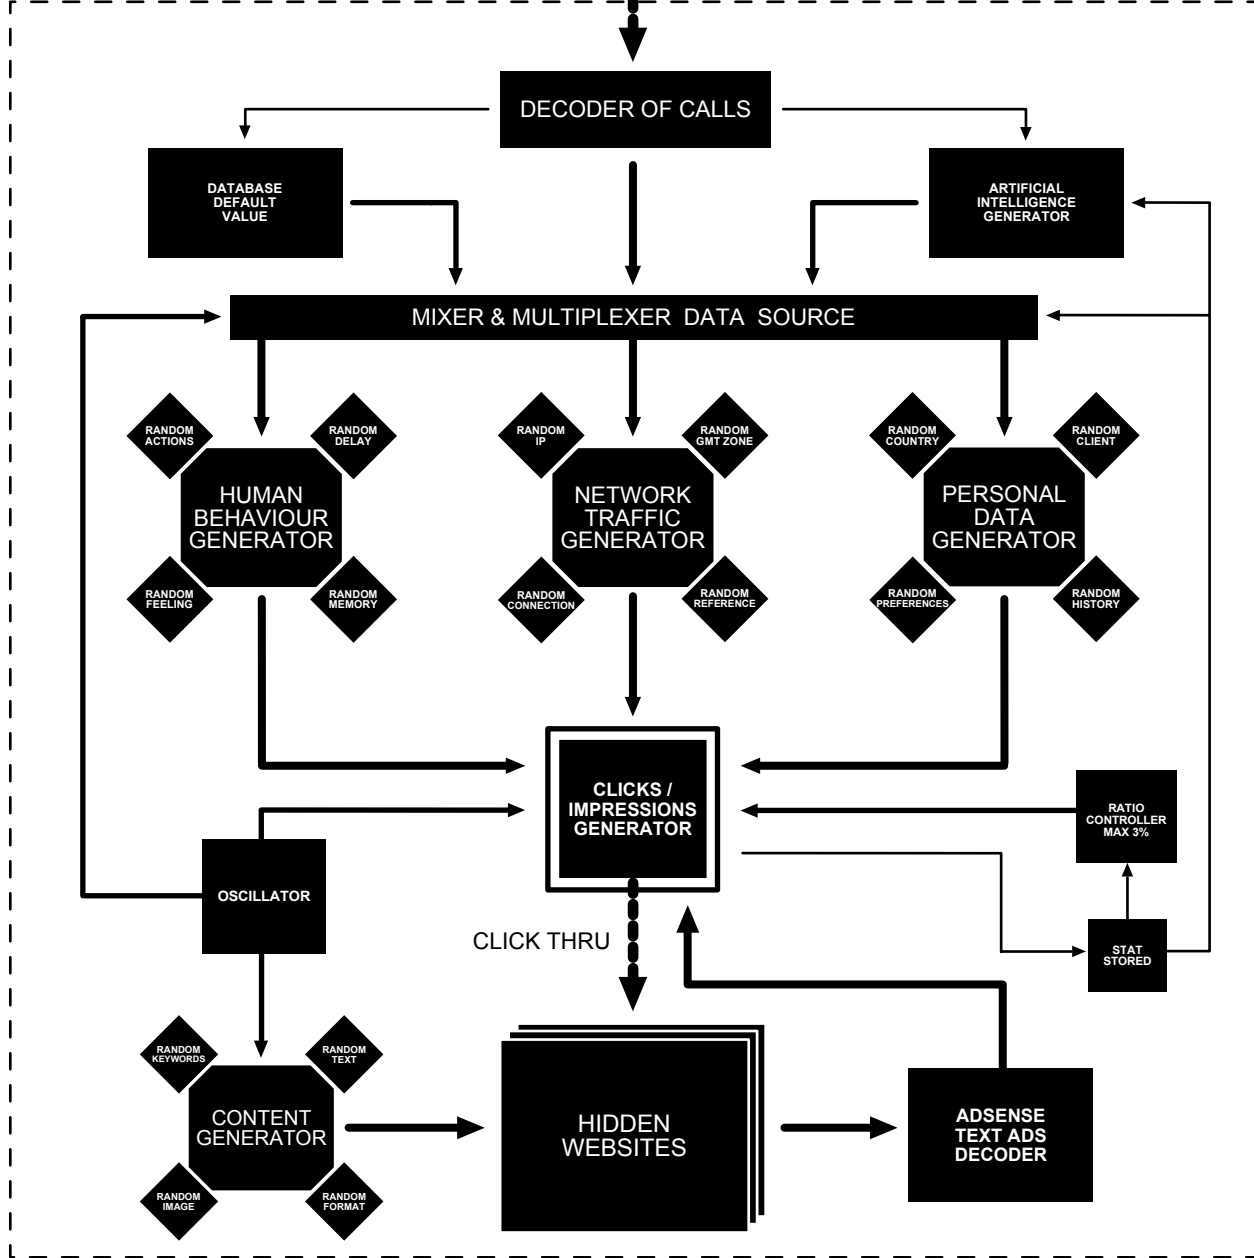 DECODER OF CALLS
DATABASE
DEFAULT
VALUE
ARTIFICIAL
INTELLIGENCE
GENERATOR
MIXER & MULTIPLEXER DATA SOURCE
RANDOM
ACTIONS
RANDOM
DELAY
HUMAN
BEHAVIOUR
GENERATOR
RANDOM
FEELING
RANDOM
MEMORY
RANDOM
IP
RANDOM
GMT ZONE
NETWORK
TRAFFIC
GENERATOR
RANDOM
CONNECTION
RANDOM
REFERENCE
RANDOM
COUNTRY
RANDOM
CLIENT
PERSONAL
DATA
GENERATOR
RANDOM
PREFERENCES
RANDOM
HISTORY
CLICKS /
IMPRESSIONS
GENERATOR
RATIO
CONTROLLER
MAX 3%
OSCILLATOR
CLICK THRU
STAT
STORED
RANDOM
KEYWORDS
RANDOM
TEXT
CONTENT
GENERATOR
RANDOM
IMAGE
RANDOM
FORMAT
HIDDEN
WEBSITES
ADSENSE
TEXT ADS
DECODER